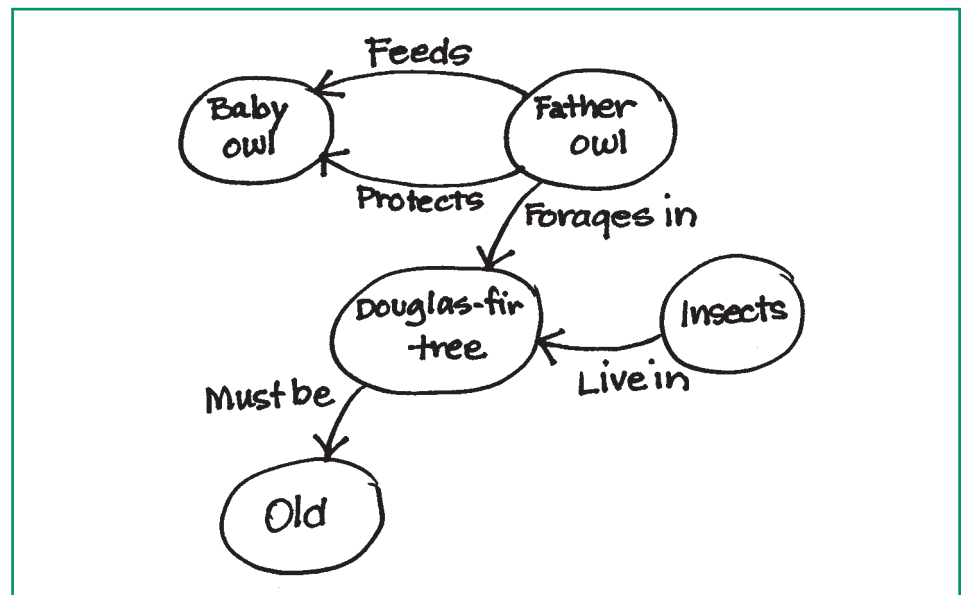 Feeds
Baby
owl
Father
owl
Protects
Forages in
Douglas-fir
tree
Insects
Live in
Must be
Old